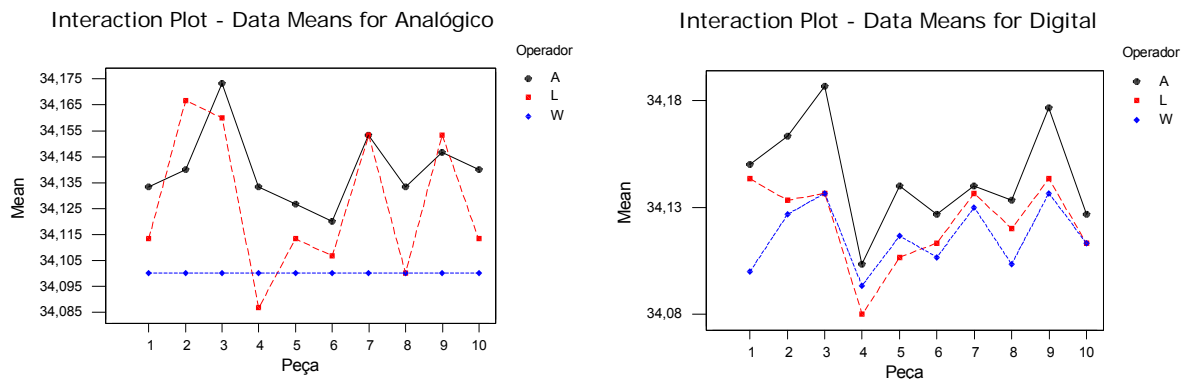 Interaction Plot - Data Means for Analógico
Operador
A
L
W
34,175
34,165
34,155
34,145
34,135
34,125
34,115
34,105
34,095
34,085
Mean
1 2 3 4 5 6 7 8 9 10
Peça
Interaction Plot - Data Means for Digital
Operador
A
L
W
34,18
34,13
34,08
Mean
1 2 3 4 5 6 7 8 9 10
Peça